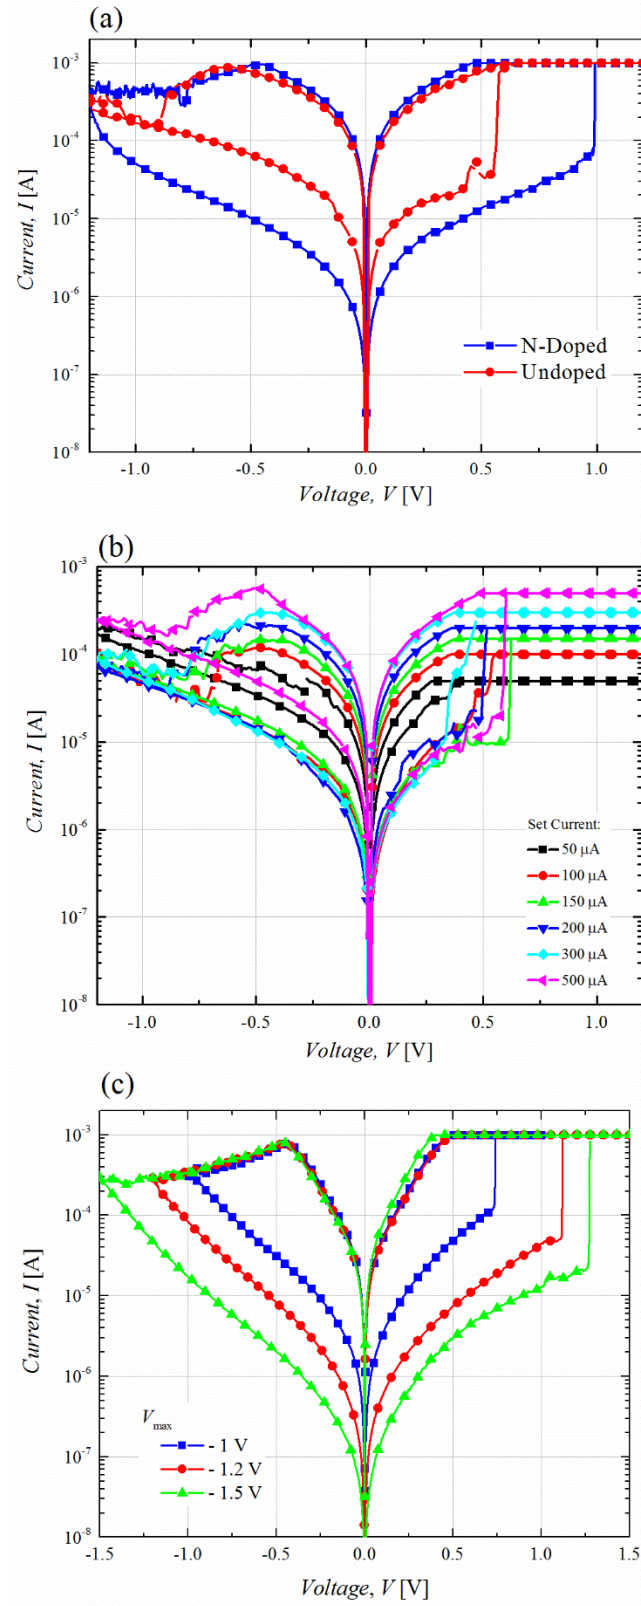 (a)
10⁻³
10⁻⁴
10⁻⁵
10⁻⁶
10⁻⁷
10⁻⁸
Current, I [A]
N-Doped
Undoped
-1.0 -0.5 0.0 0.5 1.0
Voltage, V [V]
(b)
10⁻³
10⁻⁴
10⁻⁵
10⁻⁶
10⁻⁷
10⁻⁸
Current, I [A]
Set Current:
50 μA
100 μA
150 μA
200 μA
300 μA
500 μA
-1.0 -0.5 0.0 0.5 1.0
Voltage, V [V]
(c)
10⁻³
10⁻⁴
10⁻⁵
10⁻⁶
10⁻⁷
10⁻⁸
Current, I [A]
Vmax
- 1 V
- 1.2 V
- 1.5 V
-1.5 -1.0 -0.5 0.0 0.5 1.0 1.5
Voltage, V [V]